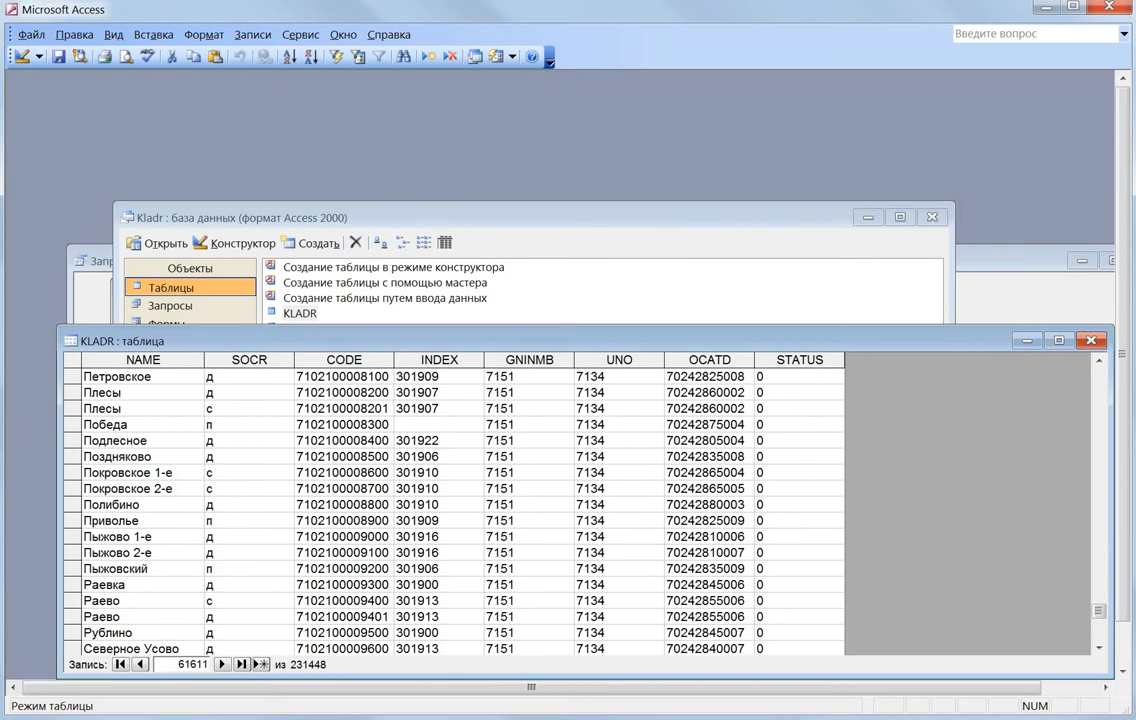 Microsoft Access
Файл Правка Вид Вставка Формат Записи Сервис Окно Справка Введите вопрос
Kladr : база данных (формат Access 2000)
Открыть Конструктор Создать
Запр
Объекты
Таблицы
Запросы
Формы
Создание таблицы в режиме конструктора
Создание таблицы с помощью мастера
Создание таблицы путем ввода данных
KLADR
KLADR : таблица
NAME SOCR CODE INDEX GNINMB UNO OCATD STATUS
Петровское д 7102100008100 301909 7151 7134 70242825008 0
Плесы д 7102100008200 301907 7151 7134 70242860002 0
Плесы с 7102100008201 301907 7151 7134 70242860002 0
Победа п 7102100008300 7151 7134 70242875004 0
Подлесное д 7102100008400 301922 7151 7134 70242805004 0
Поздняково д 7102100008500 301906 7151 7134 70242835008 0
Покровское 1-е с 7102100008600 301910 7151 7134 70242865004 0
Покровское 2-е с 7102100008700 301910 7151 7134 70242865005 0
Полибино д 7102100008800 301910 7151 7134 70242880003 0
Приволье п 7102100008900 301909 7151 7134 70242825009 0
Пыжово 1-е д 7102100009000 301916 7151 7134 70242810006 0
Пыжово 2-е д 7102100009100 301916 7151 7134 70242810007 0
Пыжовский п 7102100009200 301906 7151 7134 70242835009 0
Раевка д 7102100009300 301900 7151 7134 70242845006 0
Раево с 7102100009400 301913 7151 7134 70242855006 0
Раево д 7102100009401 301913 7151 7134 70242855006 0
Рублино д 7102100009500 301900 7151 7134 70242845007 0
Северное Усово д 7102100009600 301913 7151 7134 70242840007 0
Запись: 61611 из 231448
Режим таблицы NUM